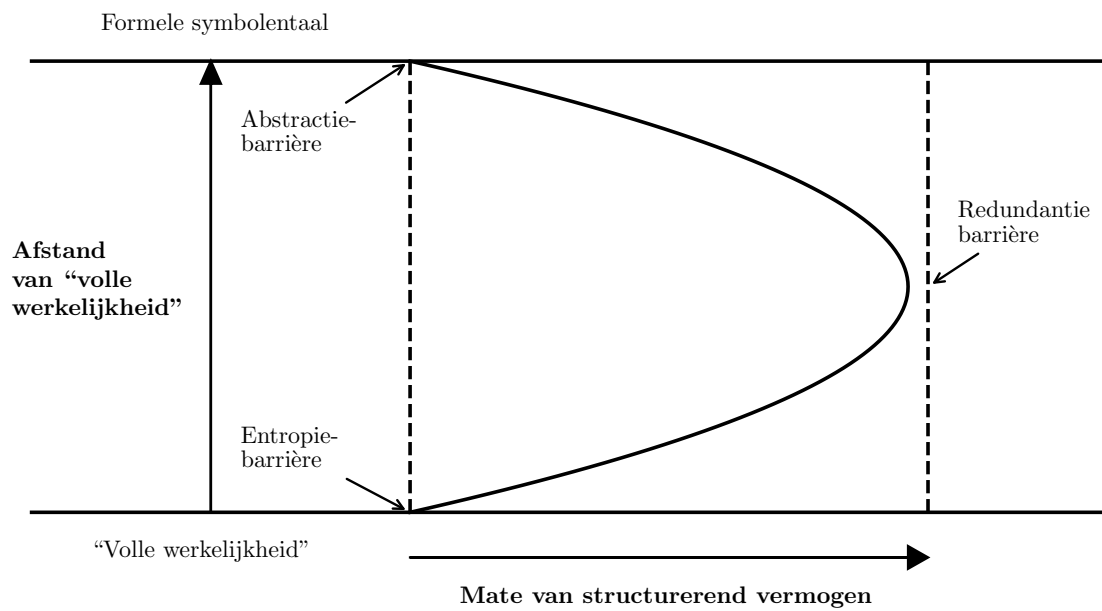 Formele symbolentaal
Abstractie-
barrière
Redundantie
barrière
Afstand
van “volle
werkelijkheid”
Entropie-
barrière
“Volle werkelijkheid”
Mate van structurerend vermogen